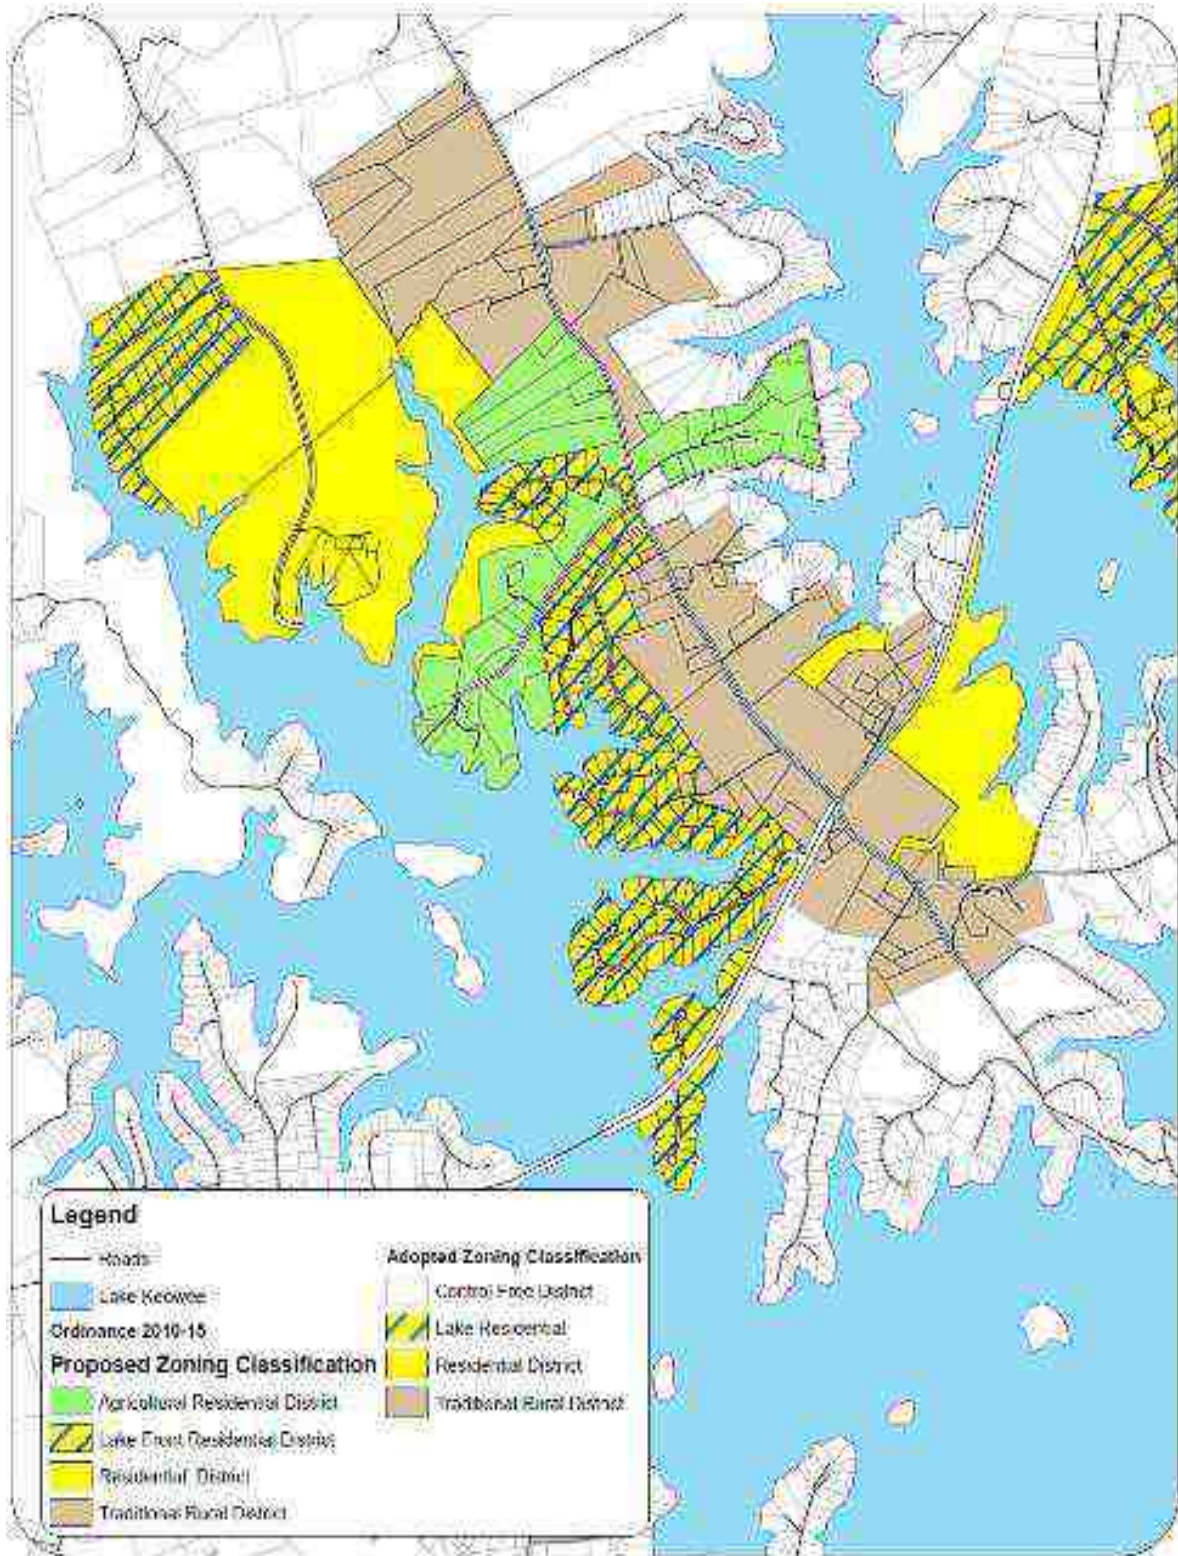 Legend
Roads
Lake Keowee
Ordinance 2010-15
Proposed Zoning Classification
Agricultural Residential District
Lake Front Residential District
Residential District
Traditional Rural District
Adopted Zoning Classification
Control Free District
Lake Residential
Residential District
Traditional Rural District